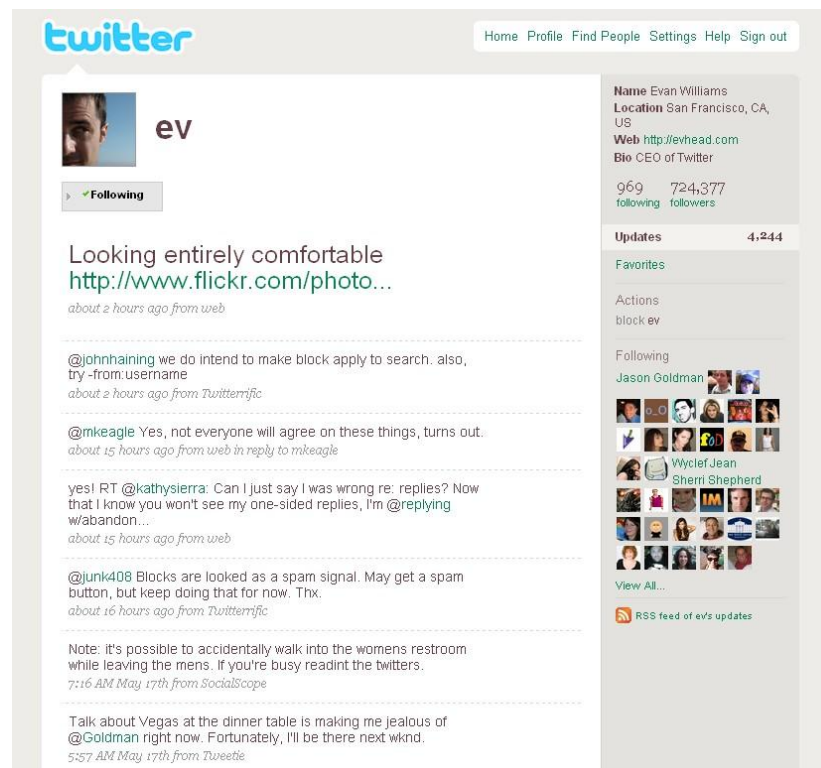 twitter
Home Profile Find People Settings Help Sign out
ev
Following
Looking entirely comfortable
http://www.flickr.com/photo...
about 2 hours ago from web
@johnhaining we do intend to make block apply to search. also,
try -from:username
about 2 hours ago from Twitterrific
@mkeagle Yes, not everyone will agree on these things, turns out.
about 15 hours ago from web in reply to mkeagle
yes! RT @kathysierra: Can I just say I was wrong re: replies? Now
that I know you won't see my one-sided replies, I'm @replying
w/abandon...
about 15 hours ago from web
@junk408 Blocks are looked as a spam signal. May get a spam
button, but keep doing that for now. Thx.
about 16 hours ago from Twitterrific
Note: it's possible to accidentally walk into the womens restroom
while leaving the mens. If you're busy readint the twitters.
7:16 AM May 17th from SocialScope
Talk about Vegas at the dinner table is making me jealous of
@Goldman right now. Fortunately, I'll be there next wknd.
5:57 AM May 17th from Tweetie
Name Evan Williams
Location San Francisco, CA,
US
Web http://evhead.com
Bio CEO of Twitter
969 724,377
following followers
Updates 4,244
Favorites
Actions
block ev
Following
Jason Goldman
o_O
foD
Wyclef Jean
Sherri Shepherd
IM
View All...
RSS feed of ev's updates